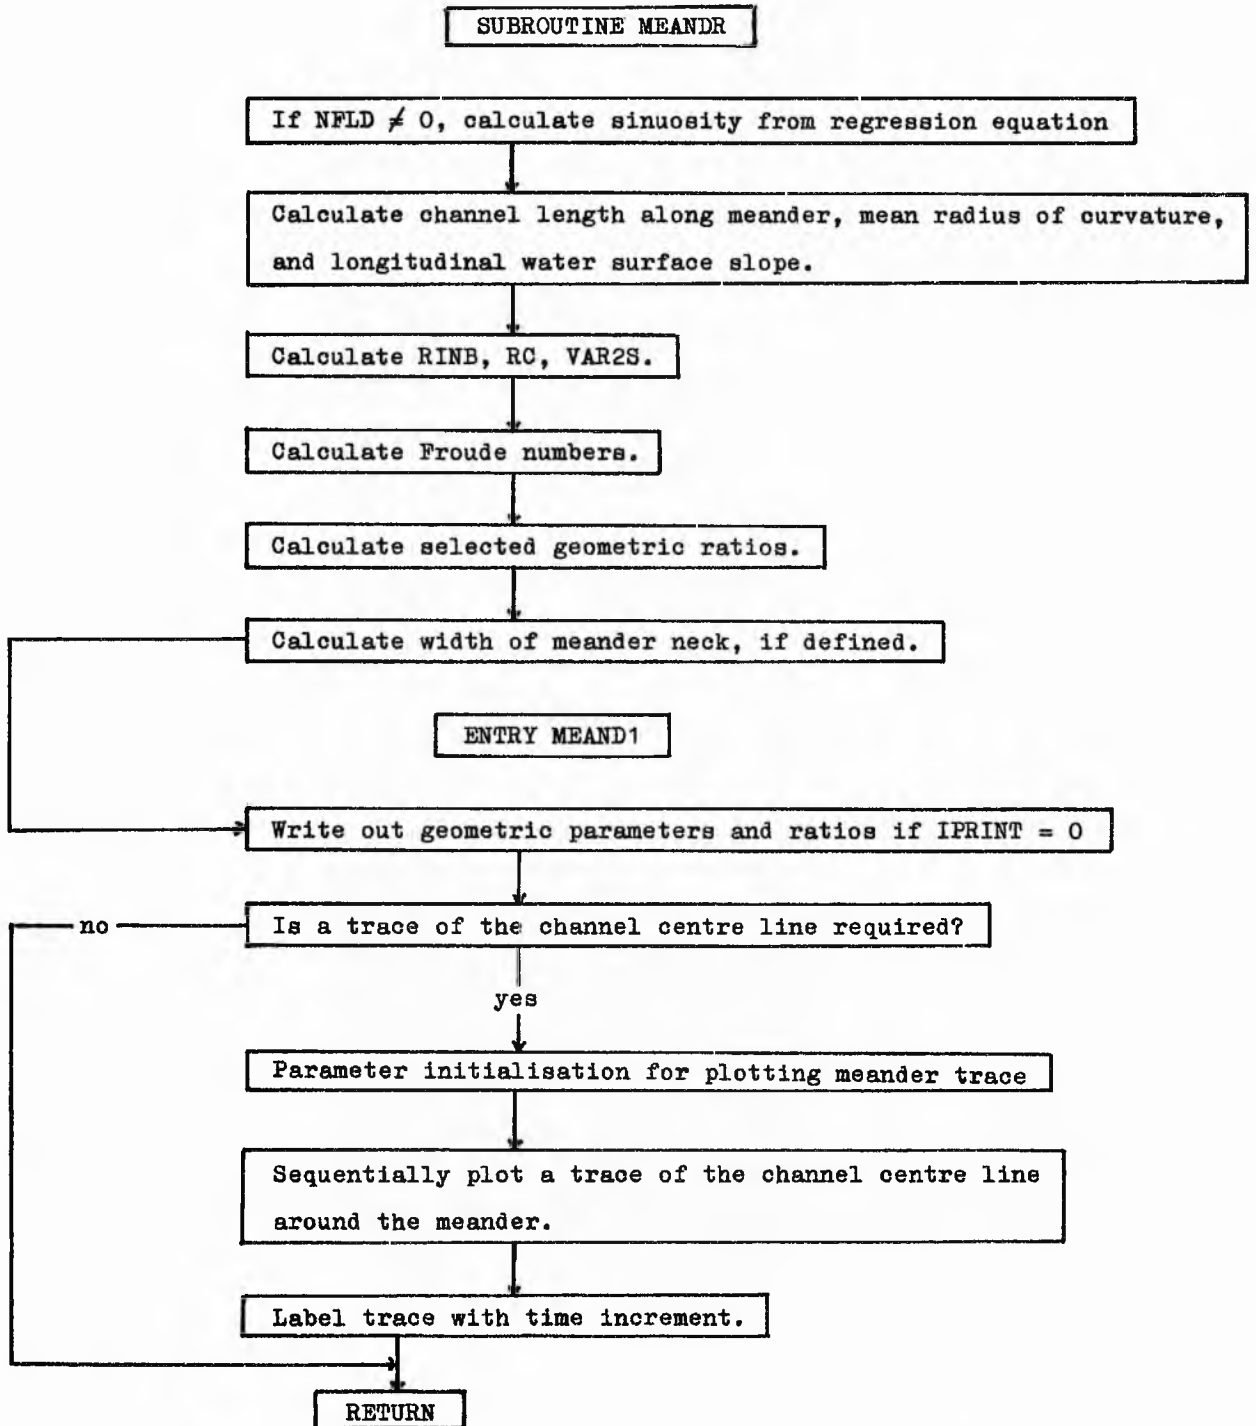 SUBROUTINE MEANDR
If NFLD ≠ 0, calculate sinuosity from regression equation
Calculate channel length along meander, mean radius of curvature,
and longitudinal water surface slope.
Calculate RINB, RC, VAR2S.
Calculate Froude numbers.
Calculate selected geometric ratios.
Calculate width of meander neck, if defined.
ENTRY MEAND1
Write out geometric parameters and ratios if IPRINT = 0
no
Is a trace of the channel centre line required?
yes
Parameter initialisation for plotting meander trace
Sequentially plot a trace of the channel centre line
around the meander.
Label trace with time increment.
RETURN